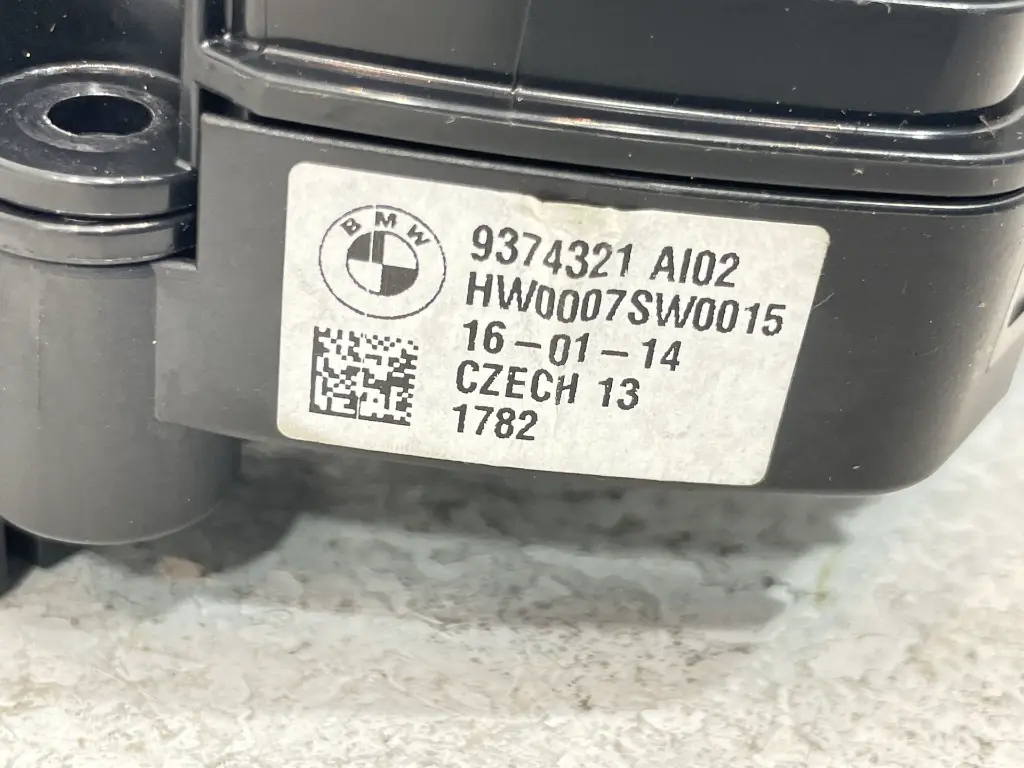 BMW
9374321 AI02
HW0007SW0015
16-01-14
CZECH 13
1782